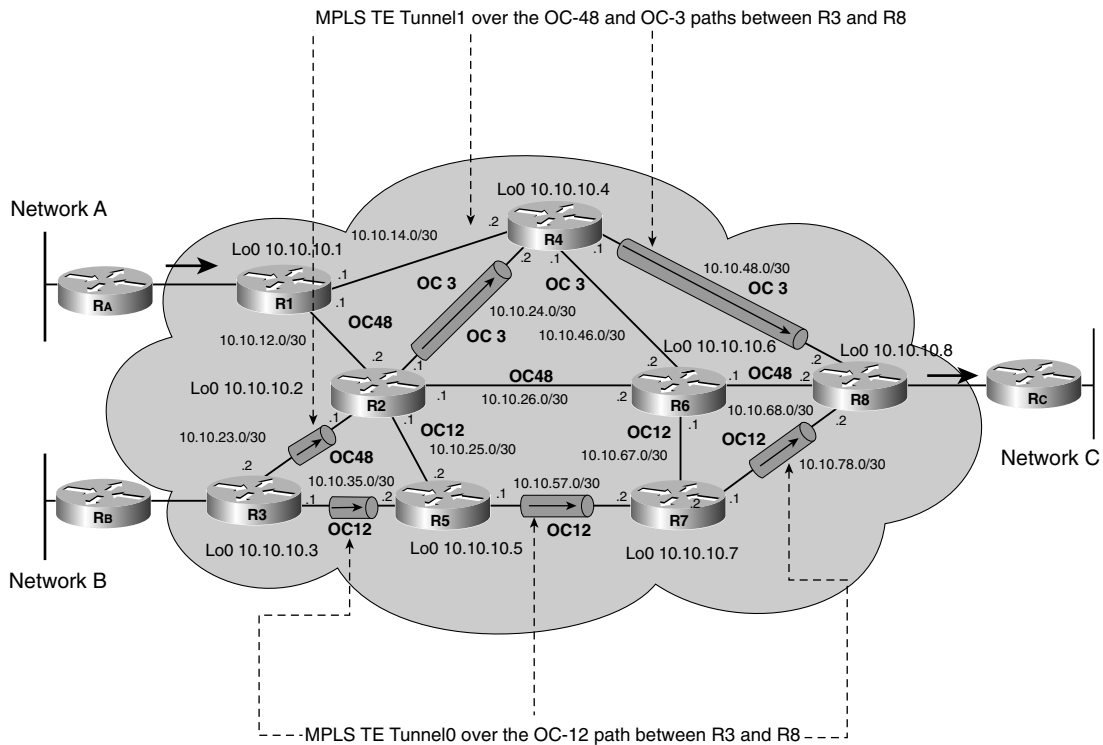 MPLS TE Tunnel1 over the OC-48 and OC-3 paths between R3 and R8
Network A
RA
Lo0 10.10.10.1
R1
.1
.1
10.10.14.0/30
Lo0 10.10.10.4
.2
R4
.2
.1
.1
OC 3
OC 3
10.10.24.0/30
10.10.48.0/30
OC 3
OC48
10.10.12.0/30
10.10.46.0/30
Lo0 10.10.10.2
.2
.1
R2
.1
.1
.1
OC48
10.10.26.0/30
Lo0 10.10.10.6
.2
.2
R6
.1
.1
OC48
10.10.68.0/30
Lo0 10.10.10.8
.2
.2
R8
.2
RC
Network C
10.10.23.0/30
OC48
OC12
10.10.25.0/30
.2
OC12
10.10.67.0/30
OC12
10.10.78.0/30
RB
Network B
.2
R3
.1
10.10.35.0/30
OC12
.2
R5
.1
10.10.57.0/30
OC12
.2
.2
R7
.1
Lo0 10.10.10.3
Lo0 10.10.10.5
Lo0 10.10.10.7
MPLS TE Tunnel0 over the OC-12 path between R3 and R8